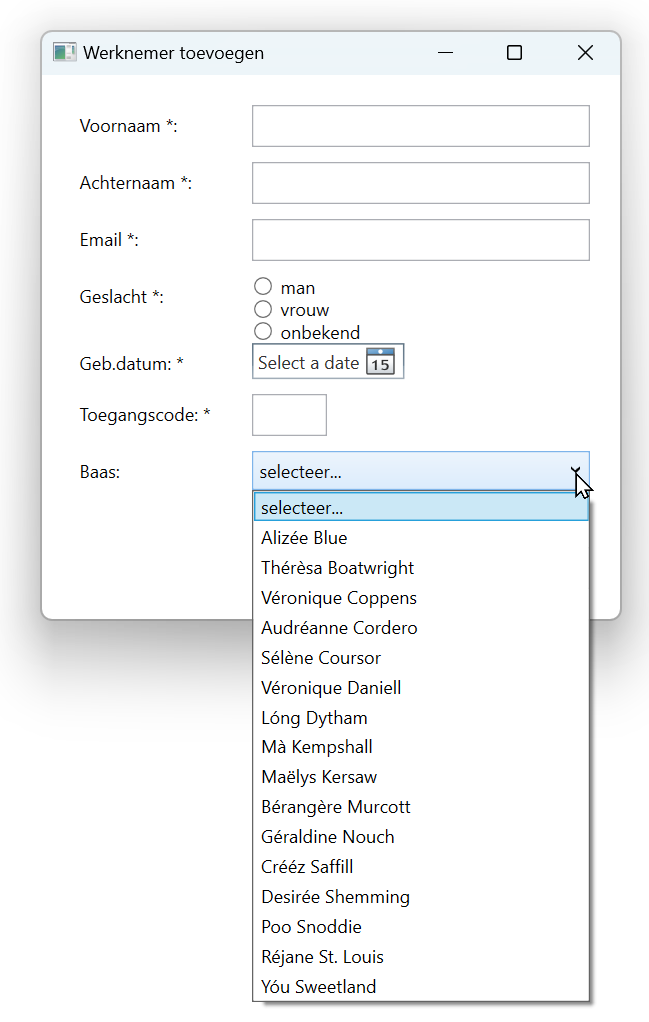 Werknemer toevoegen
Voornaam *:
Achternaam *:
Email *:
Geslacht *:
man
vrouw
onbekend
Geb.datum: *
Select a date 15
Toegangscode: *
Baas:
selecteer...
selecteer...
Alizée Blue
Thérèsa Boatwright
Véronique Coppens
Audréanne Cordero
Sélène Coursor
Véronique Daniell
Lóng Dytham
Mà Kempshall
Maëlys Kersaw
Bérangère Murcott
Géraldine Nouch
Crééz Saffill
Desirée Shemming
Poo Snoddie
Réjane St. Louis
Yóu Sweetland